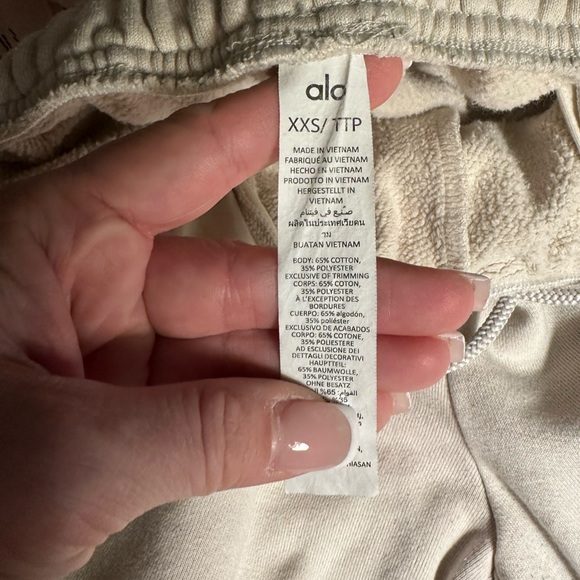 alo
XXS/TTP
MADE IN VIETNAM
FABRIQUÉ AU VIETNAM
HECHO EN VIETNAM
PRODOTTO IN VIETNAM
HERGESTELLT IN
VIETNAM
صنع في فيتنام
ผลิตในประเทศเวียดน
าม
BUATAN VIETNAM
BODY: 65% COTTON,
35% POLYESTER
EXCLUSIVE OF TRIMMING
CORPS: 65% COTON,
35% POLYESTER
À L'EXCEPTION DES
BORDURES
CUERPO: 65% algodón,
35% poliéster
EXCLUSIVO DE ACABADOS
CORPO: 65% COTONE,
35% POLIESTERE
AD ESCLUSIONE DEI
DETTAGLI DECORATIVI
HAUPTTEIL:
65% BAUMWOLLE,
35% POLYESTER
OHNE BESATZ
القوام: 65%
35%
HIASAN